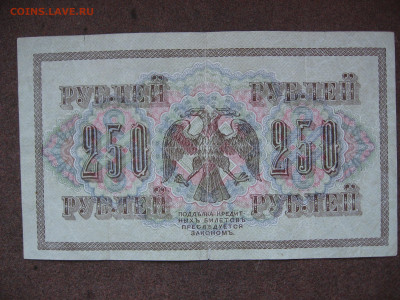 COINS.LAVE.RU
РУБЛЕЙ РУБЛЕЙ
250 250
РУБЛЕЙ РУБЛЕЙ
ПОДДѢЛКА КРЕДИТ-
НЫХЪ БИЛЕТОВЪ
ПРЕСЛѢДУЕТСЯ
ЗАКОНОМЪ.